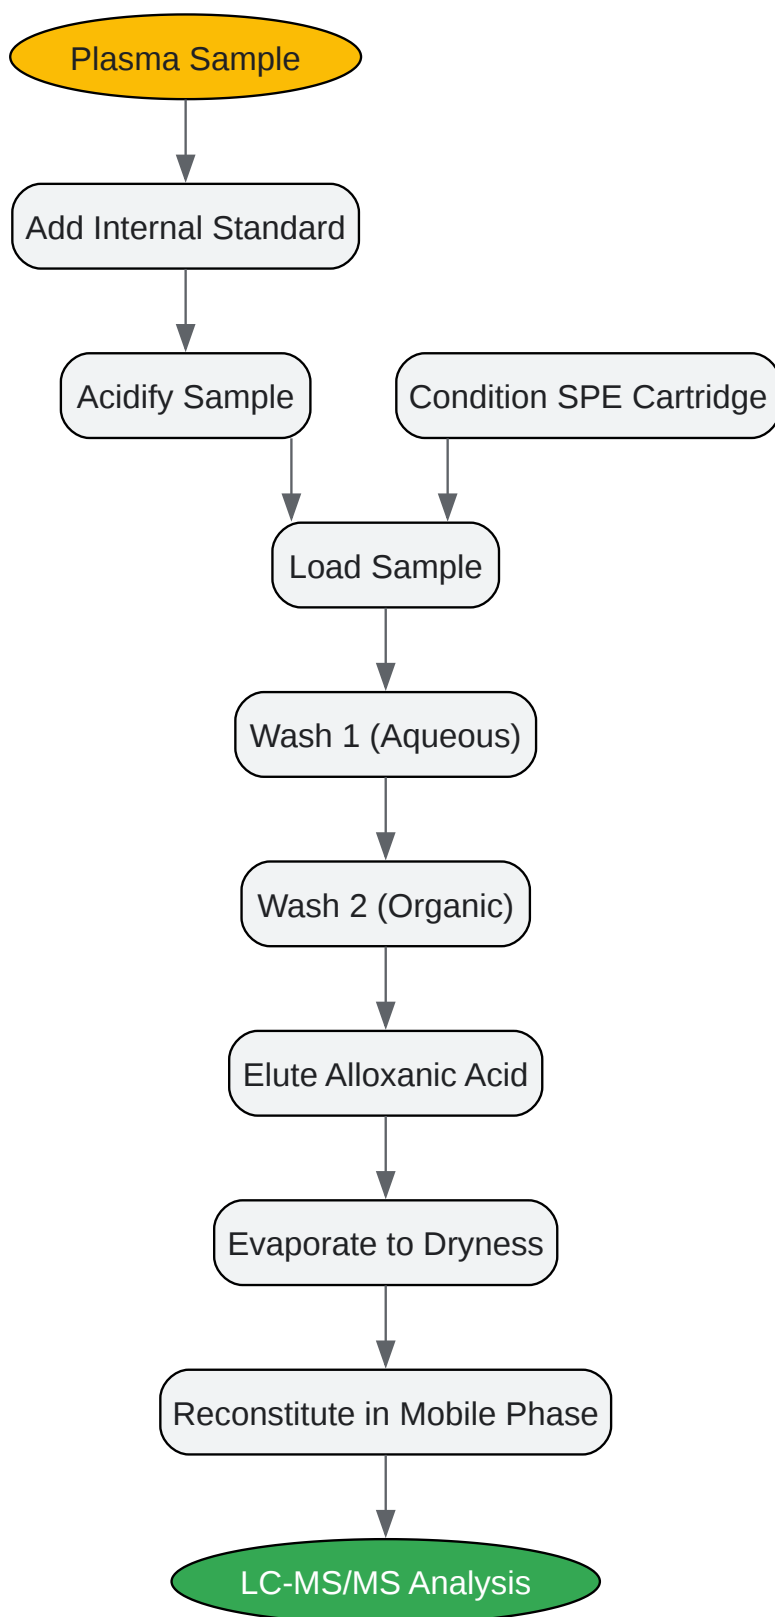 Plasma Sample
Add Internal Standard
Acidify Sample
Condition SPE Cartridge
Load Sample
Wash 1 (Aqueous)
Wash 2 (Organic)
Elute Alloxanic Acid
Evaporate to Dryness
Reconstitute in Mobile Phase
LC-MS/MS Analysis